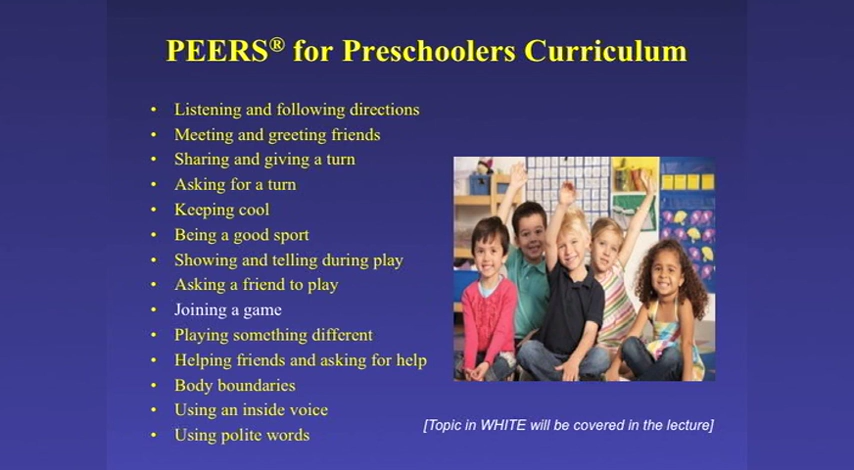 PEERS® for Preschoolers Curriculum
• Listening and following directions
• Meeting and greeting friends
• Sharing and giving a turn
• Asking for a turn
• Keeping cool
• Being a good sport
• Showing and telling during play
• Asking a friend to play
• Joining a game
• Playing something different
• Helping friends and asking for help
• Body boundaries
• Using an inside voice
• Using polite words
[Topic in WHITE will be covered in the lecture]